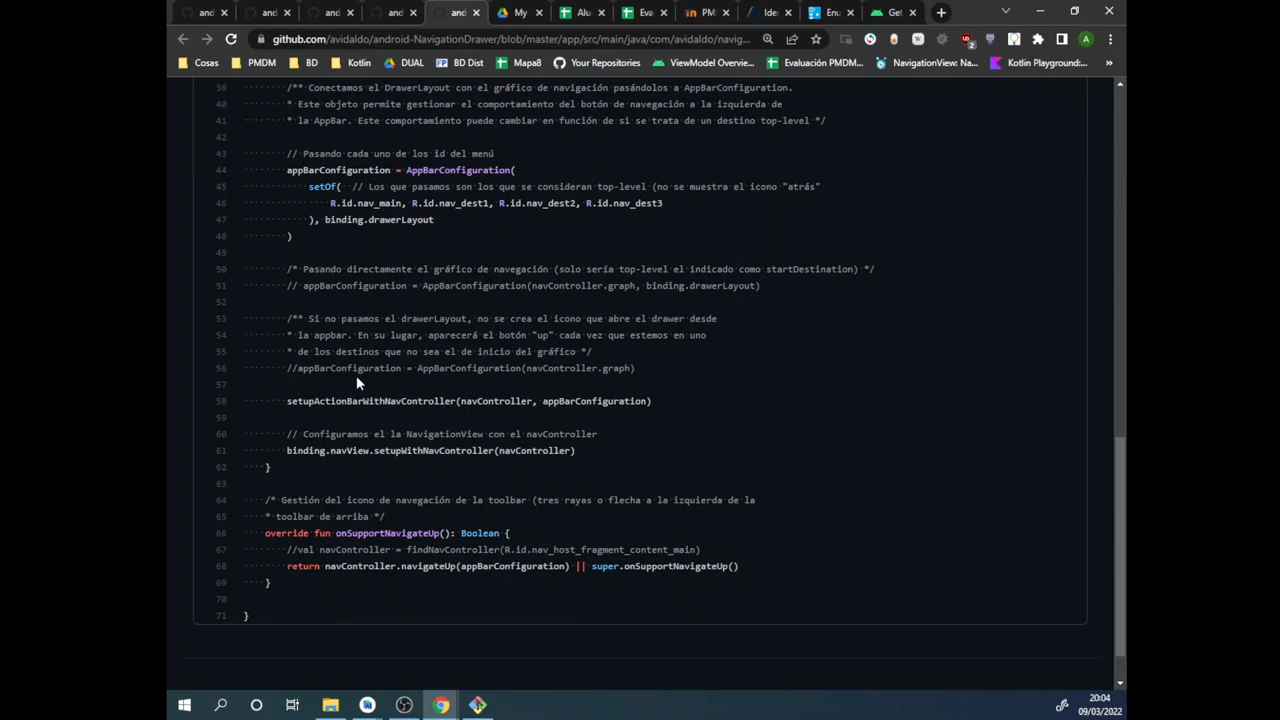 and
and
and
and
and
My
Alu
Eva
PM
Ide
Enu
Get
github.com/avidaldo/android-NavigationDrawer/blob/master/app/src/main/java/com/avidaldo/navig...
A
Cosas
PMDM
BD
Kotlin
DUAL
BD Dist
Mapa8
Your Repositories
ViewModel Overvie...
Evaluación PMDM...
NavigationView: Na...
Kotlin Playground:...
»
39 /** Conectamos el DrawerLayout con el gráfico de navegación pasándolos a AppBarConfiguration.
40 * Este objeto permite gestionar el comportamiento del botón de navegación a la izquierda de
41 * la AppBar. Este comportamiento puede cambiar en función de si se trata de un destino top-level */
42
43 // Pasando cada uno de los id del menú
44 appBarConfiguration = AppBarConfiguration(
45 setOf( // Los que pasamos son los que se consideran top-level (no se muestra el icono "atrás"
46 R.id.nav_main, R.id.nav_dest1, R.id.nav_dest2, R.id.nav_dest3
47 ), binding.drawerLayout
48 )
49
50 /* Pasando directamente el gráfico de navegación (solo sería top-level el indicado como startDestination) */
51 // appBarConfiguration = AppBarConfiguration(navController.graph, binding.drawerLayout)
52
53 /** Si no pasamos el drawerLayout, no se crea el icono que abre el drawer desde
54 * la appbar. En su lugar, aparecerá el botón "up" cada vez que estemos en uno
55 * de los destinos que no sea el de inicio del gráfico */
56 //appBarConfiguration = AppBarConfiguration(navController.graph)
57
58 setupActionBarWithNavController(navController, appBarConfiguration)
59
60 // Configuramos el la NavigationView con el navController
61 binding.navView.setupWithNavController(navController)
62 }
63
64 /* Gestión del icono de navegación de la toolbar (tres rayas o flecha a la izquierda de la
65 * toolbar de arriba */
66 override fun onSupportNavigateUp(): Boolean {
67 //val navController = findNavController(R.id.nav_host_fragment_content_main)
68 return navController.navigateUp(appBarConfiguration) || super.onSupportNavigateUp()
69 }
70
71 }
20:04
09/03/2022